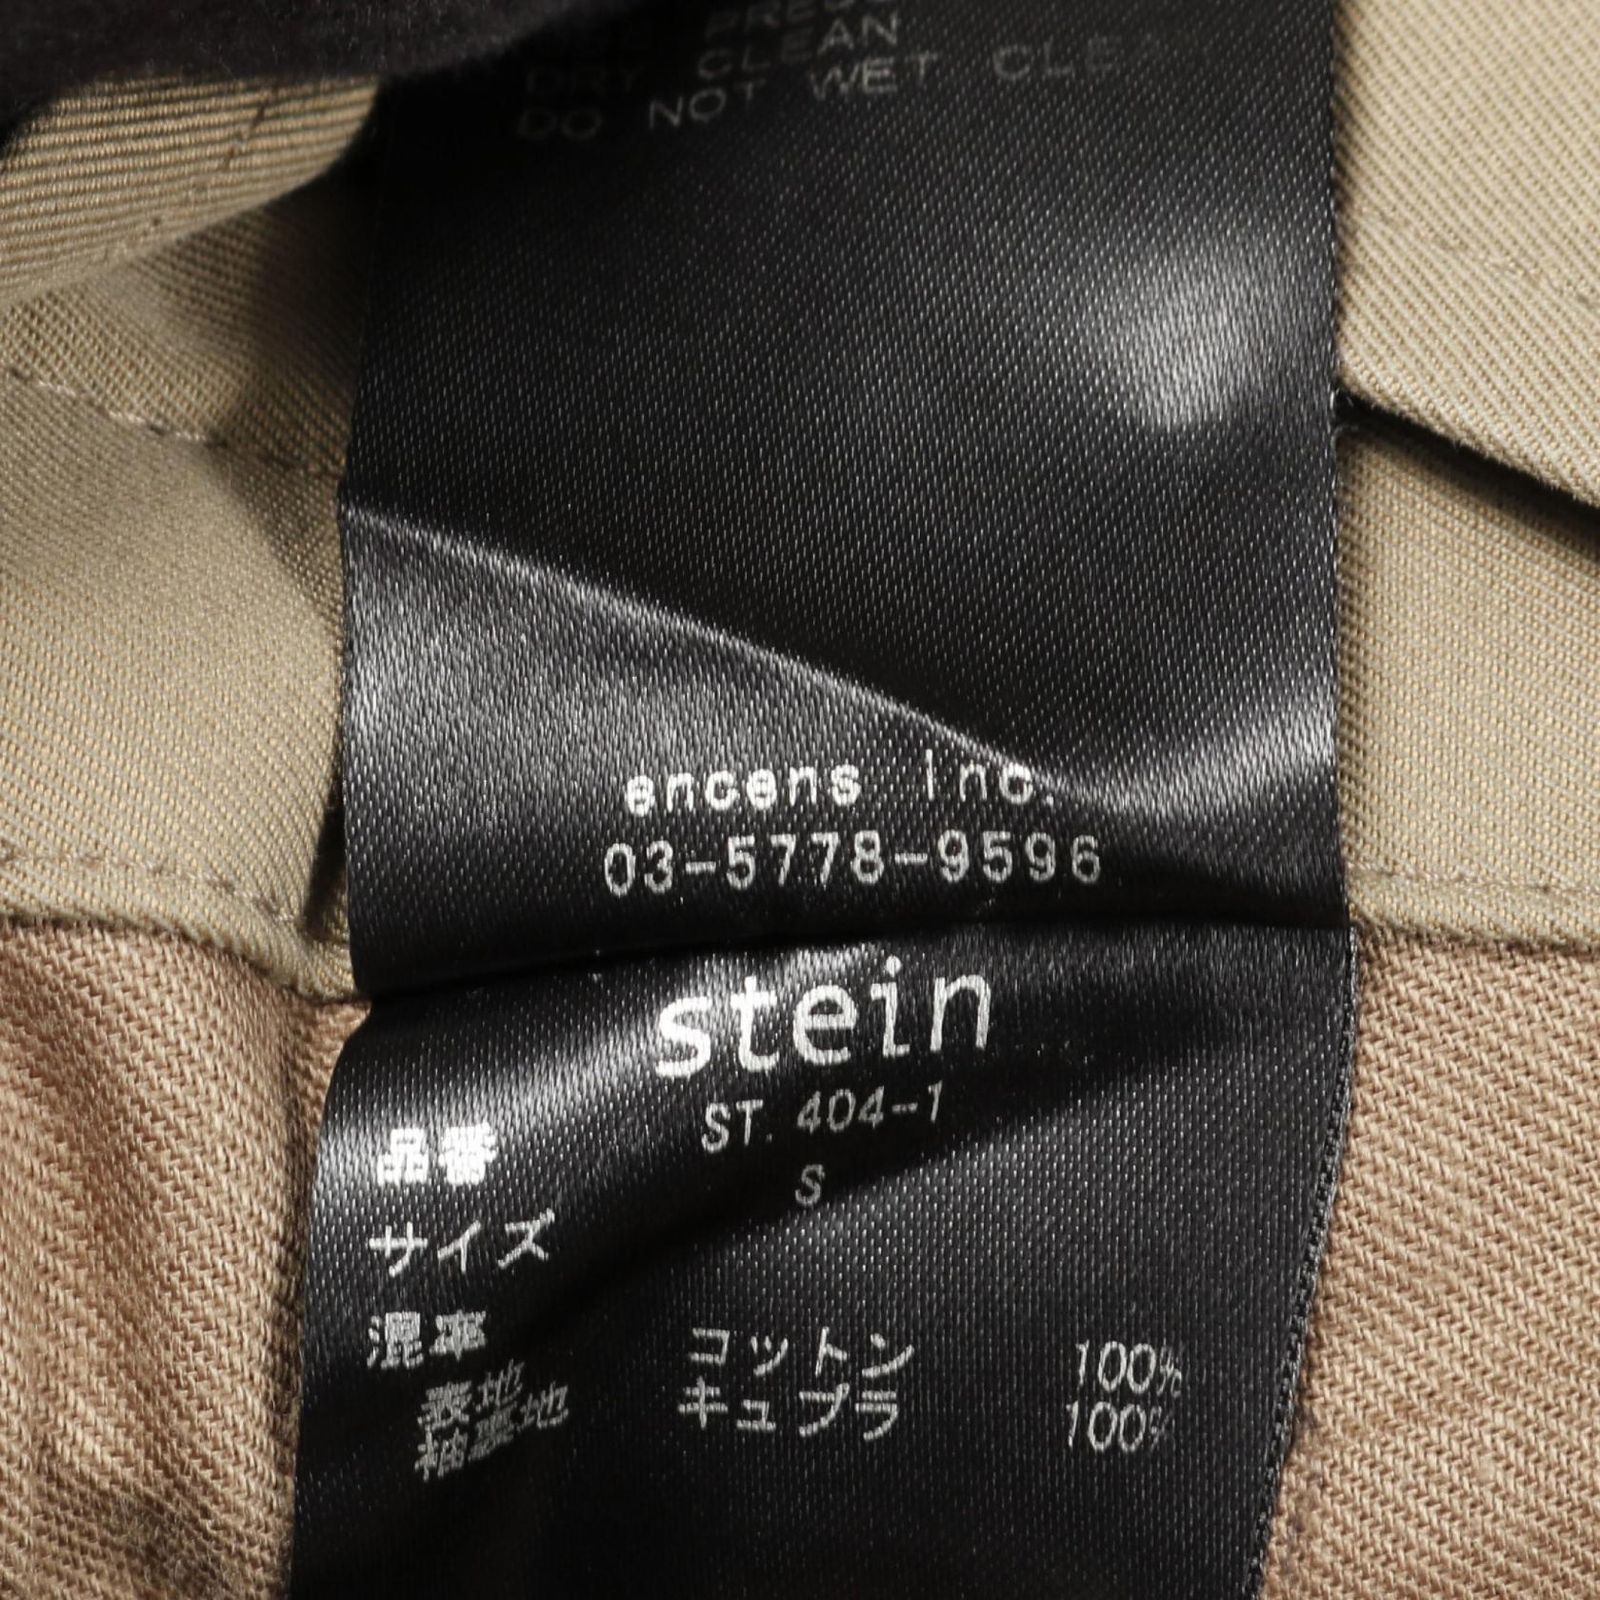 PRESS
DRY CLEAN
DO NOT WET CLE
encens Inc.
03-5778-9596
stein
品番 ST. 404-1
サイズ S
混率
表地 コットン 100%
袖裏地 キュプラ 100%